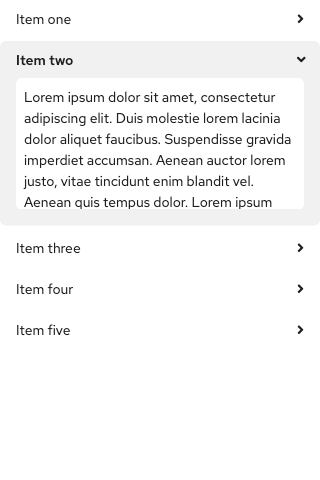 Item one
Item two
Lorem ipsum dolor sit amet, consectetur
adipiscing elit. Duis molestie lorem lacinia
dolor aliquet faucibus. Suspendisse gravida
imperdiet accumsan. Aenean auctor lorem
justo, vitae tincidunt enim blandit vel.
Aenean quis tempus dolor. Lorem ipsum
Item three
Item four
Item five